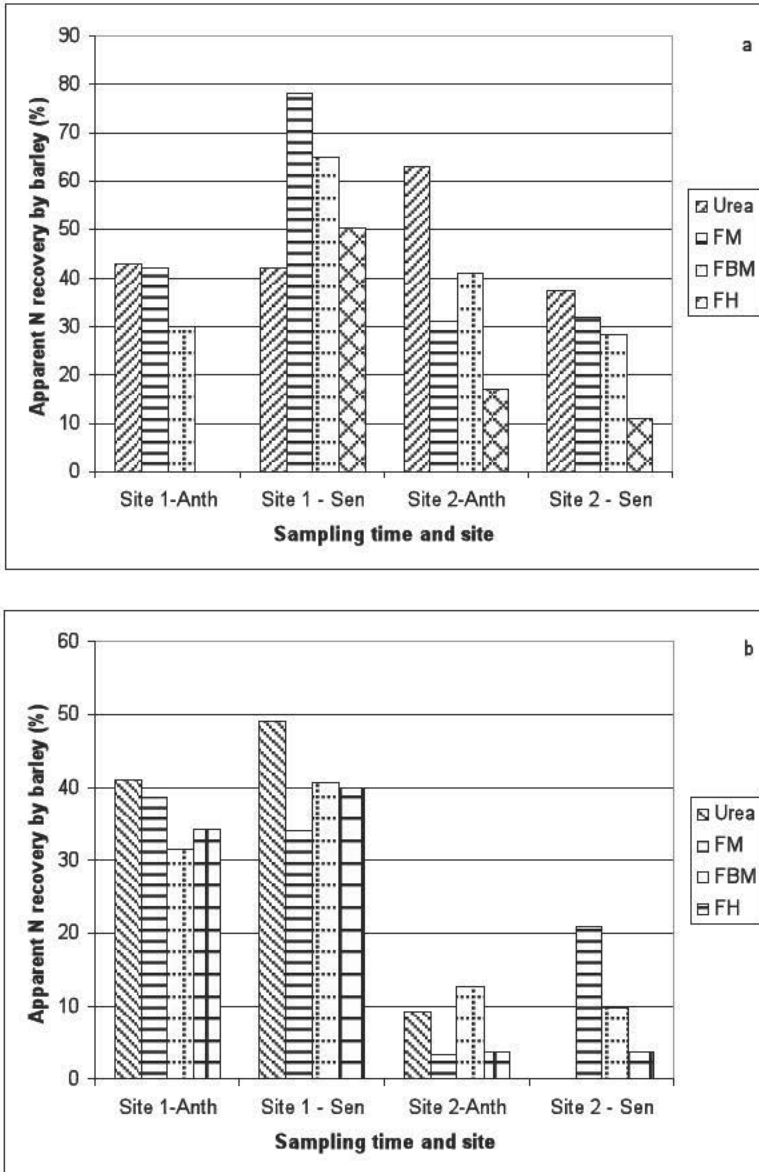 a
Apparent N recovery by barley (%)
90
80
70
60
50
40
30
20
10
0
Urea
FM
FBM
FH
Site 1-Anth Site 1 - Sen Site 2-Anth Site 2 - Sen
Sampling time and site
b
Apparent N recovery by barley (%)
60
50
40
30
20
10
0
Urea
FM
FBM
FH
Site 1-Anth Site 1 - Sen Site 2-Anth Site 2 - Sen
Sampling time and site